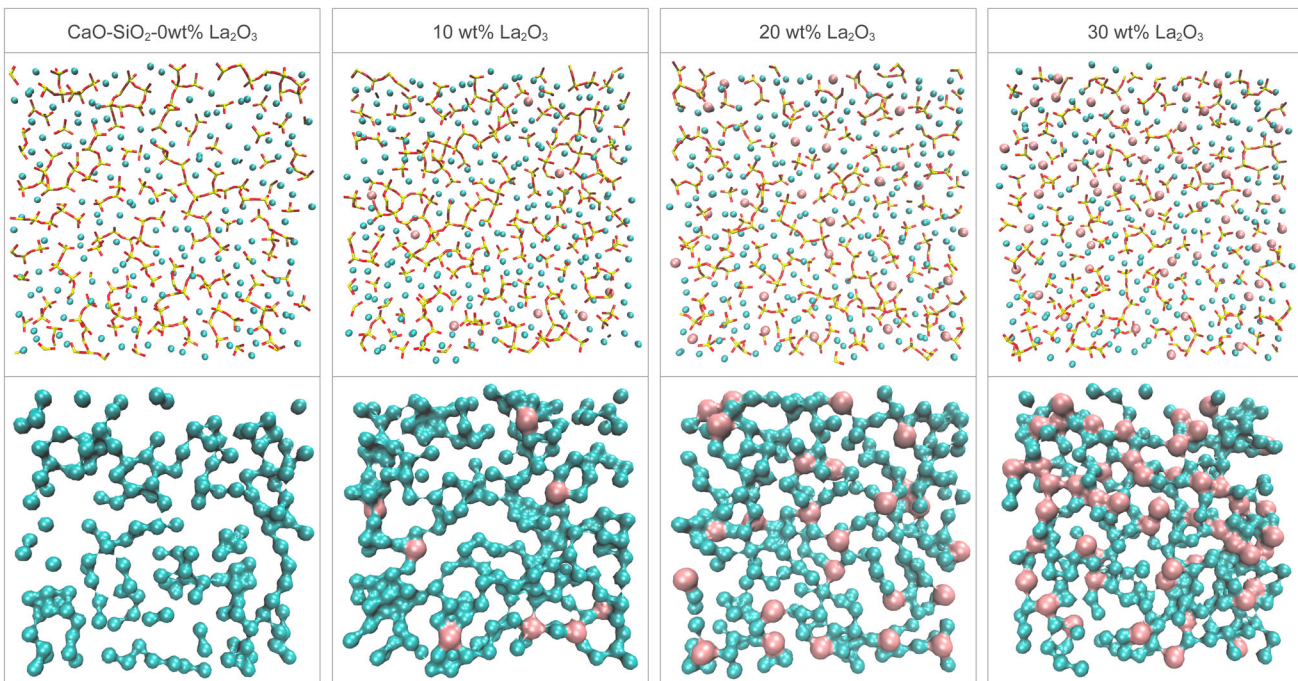 CaO-SiO₂-0wt% La₂O₃
10 wt% La₂O₃
20 wt% La₂O₃
30 wt% La₂O₃